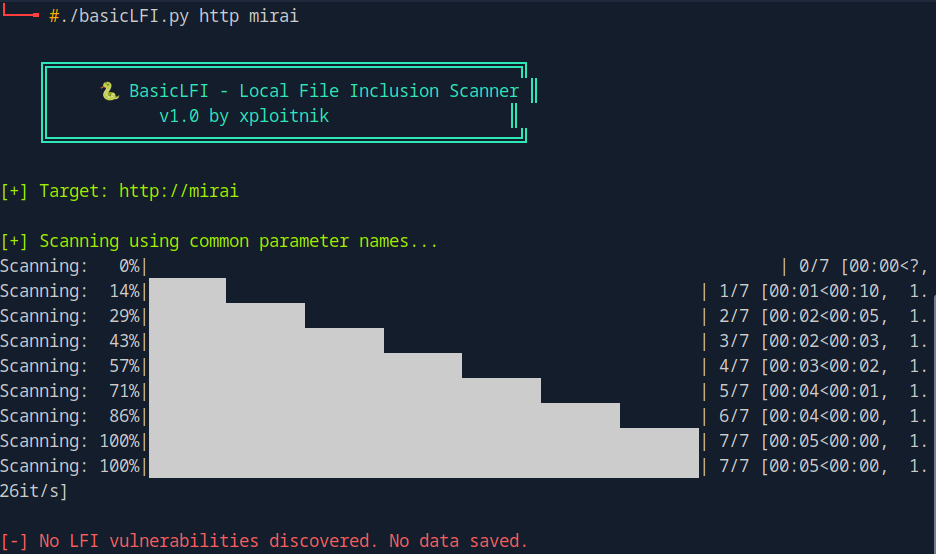 #./basicLFI.py http mirai
BasicLFI - Local File Inclusion Scanner
v1.0 by xploitnik
[+] Target: http://mirai
[+] Scanning using common parameter names...
Scanning:   0%| | 0/7 [00:00<?,
Scanning:  14%| | 1/7 [00:01<00:10,  1.
Scanning:  29%| | 2/7 [00:02<00:05,  1.
Scanning:  43%| | 3/7 [00:02<00:03,  1.
Scanning:  57%| | 4/7 [00:03<00:02,  1.
Scanning:  71%| | 5/7 [00:04<00:01,  1.
Scanning:  86%| | 6/7 [00:04<00:00,  1.
Scanning: 100%| | 7/7 [00:05<00:00,  1.
Scanning: 100%| | 7/7 [00:05<00:00,  1.
26it/s]
[-] No LFI vulnerabilities discovered. No data saved.